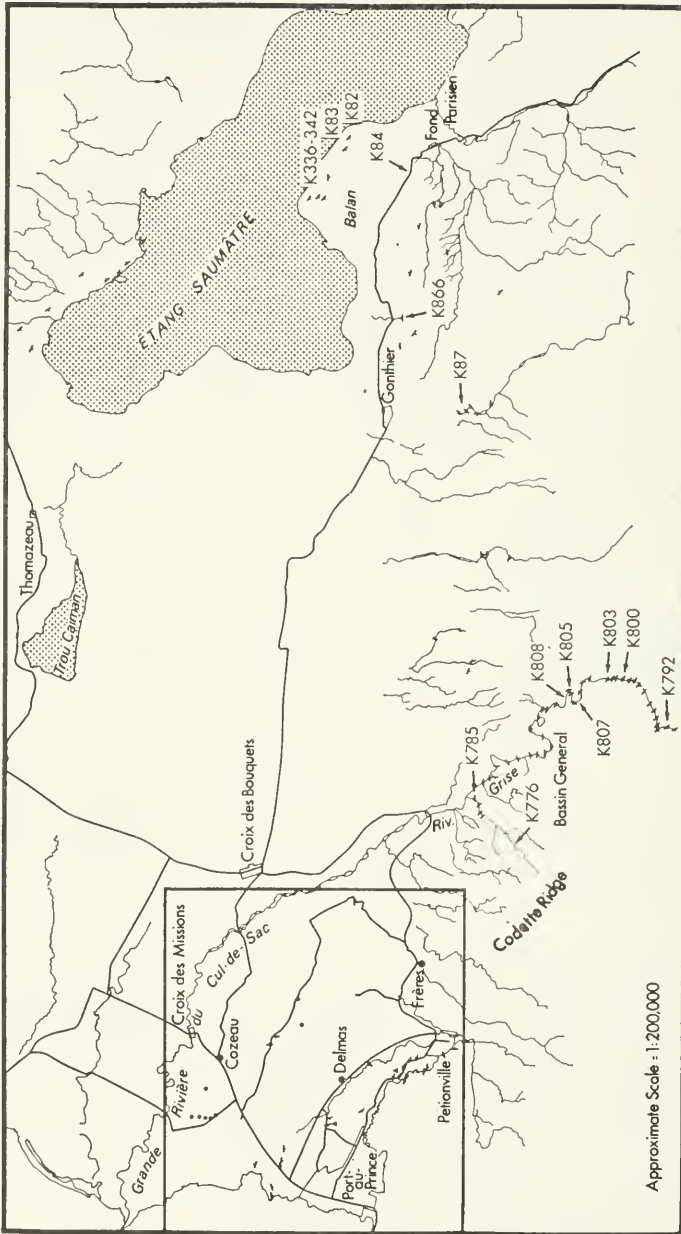 Thomazeau
Trou Caiman
ETANG SAUMATRE
K336-342
K83
K82
Balan
K84
Fond
Parisien
K866
Gonthier
K87
Croix des Bouquets
Croix des Missions
Grande
Rivière
du
Cul-de-Sac
Cozeau
Delmas
Port-
au-
Prince
Petionville
Frères
Riv.
Grise
K785
K776
Bassin General
K808
K805
K807
K803
K800
K792
Codette Ridge
Approximate Scale = 1:200,000